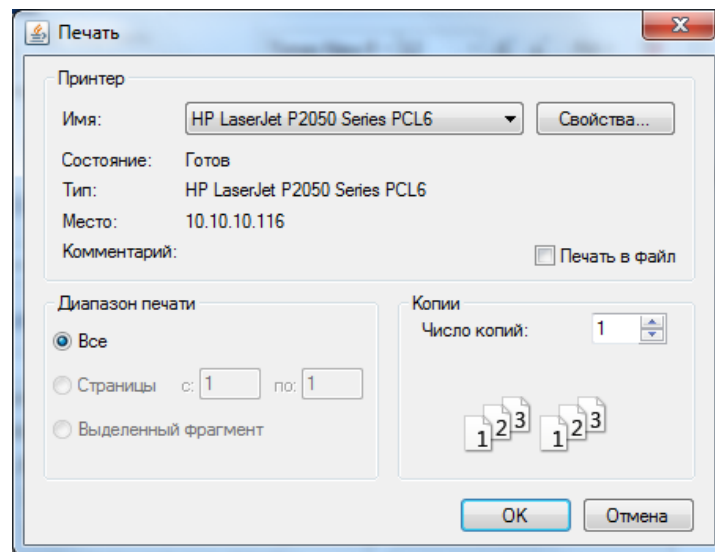 Печать
Принтер
Имя: HP LaserJet P2050 Series PCL6 Свойства...
Состояние: Готов
Тип: HP LaserJet P2050 Series PCL6
Место: 10.10.10.116
Комментарий: Печать в файл
Диапазон печати
Все
Страницы с: 1 по: 1
Выделенный фрагмент
Копии
Число копий: 1
1 2 3 1 2 3
OK Отмена